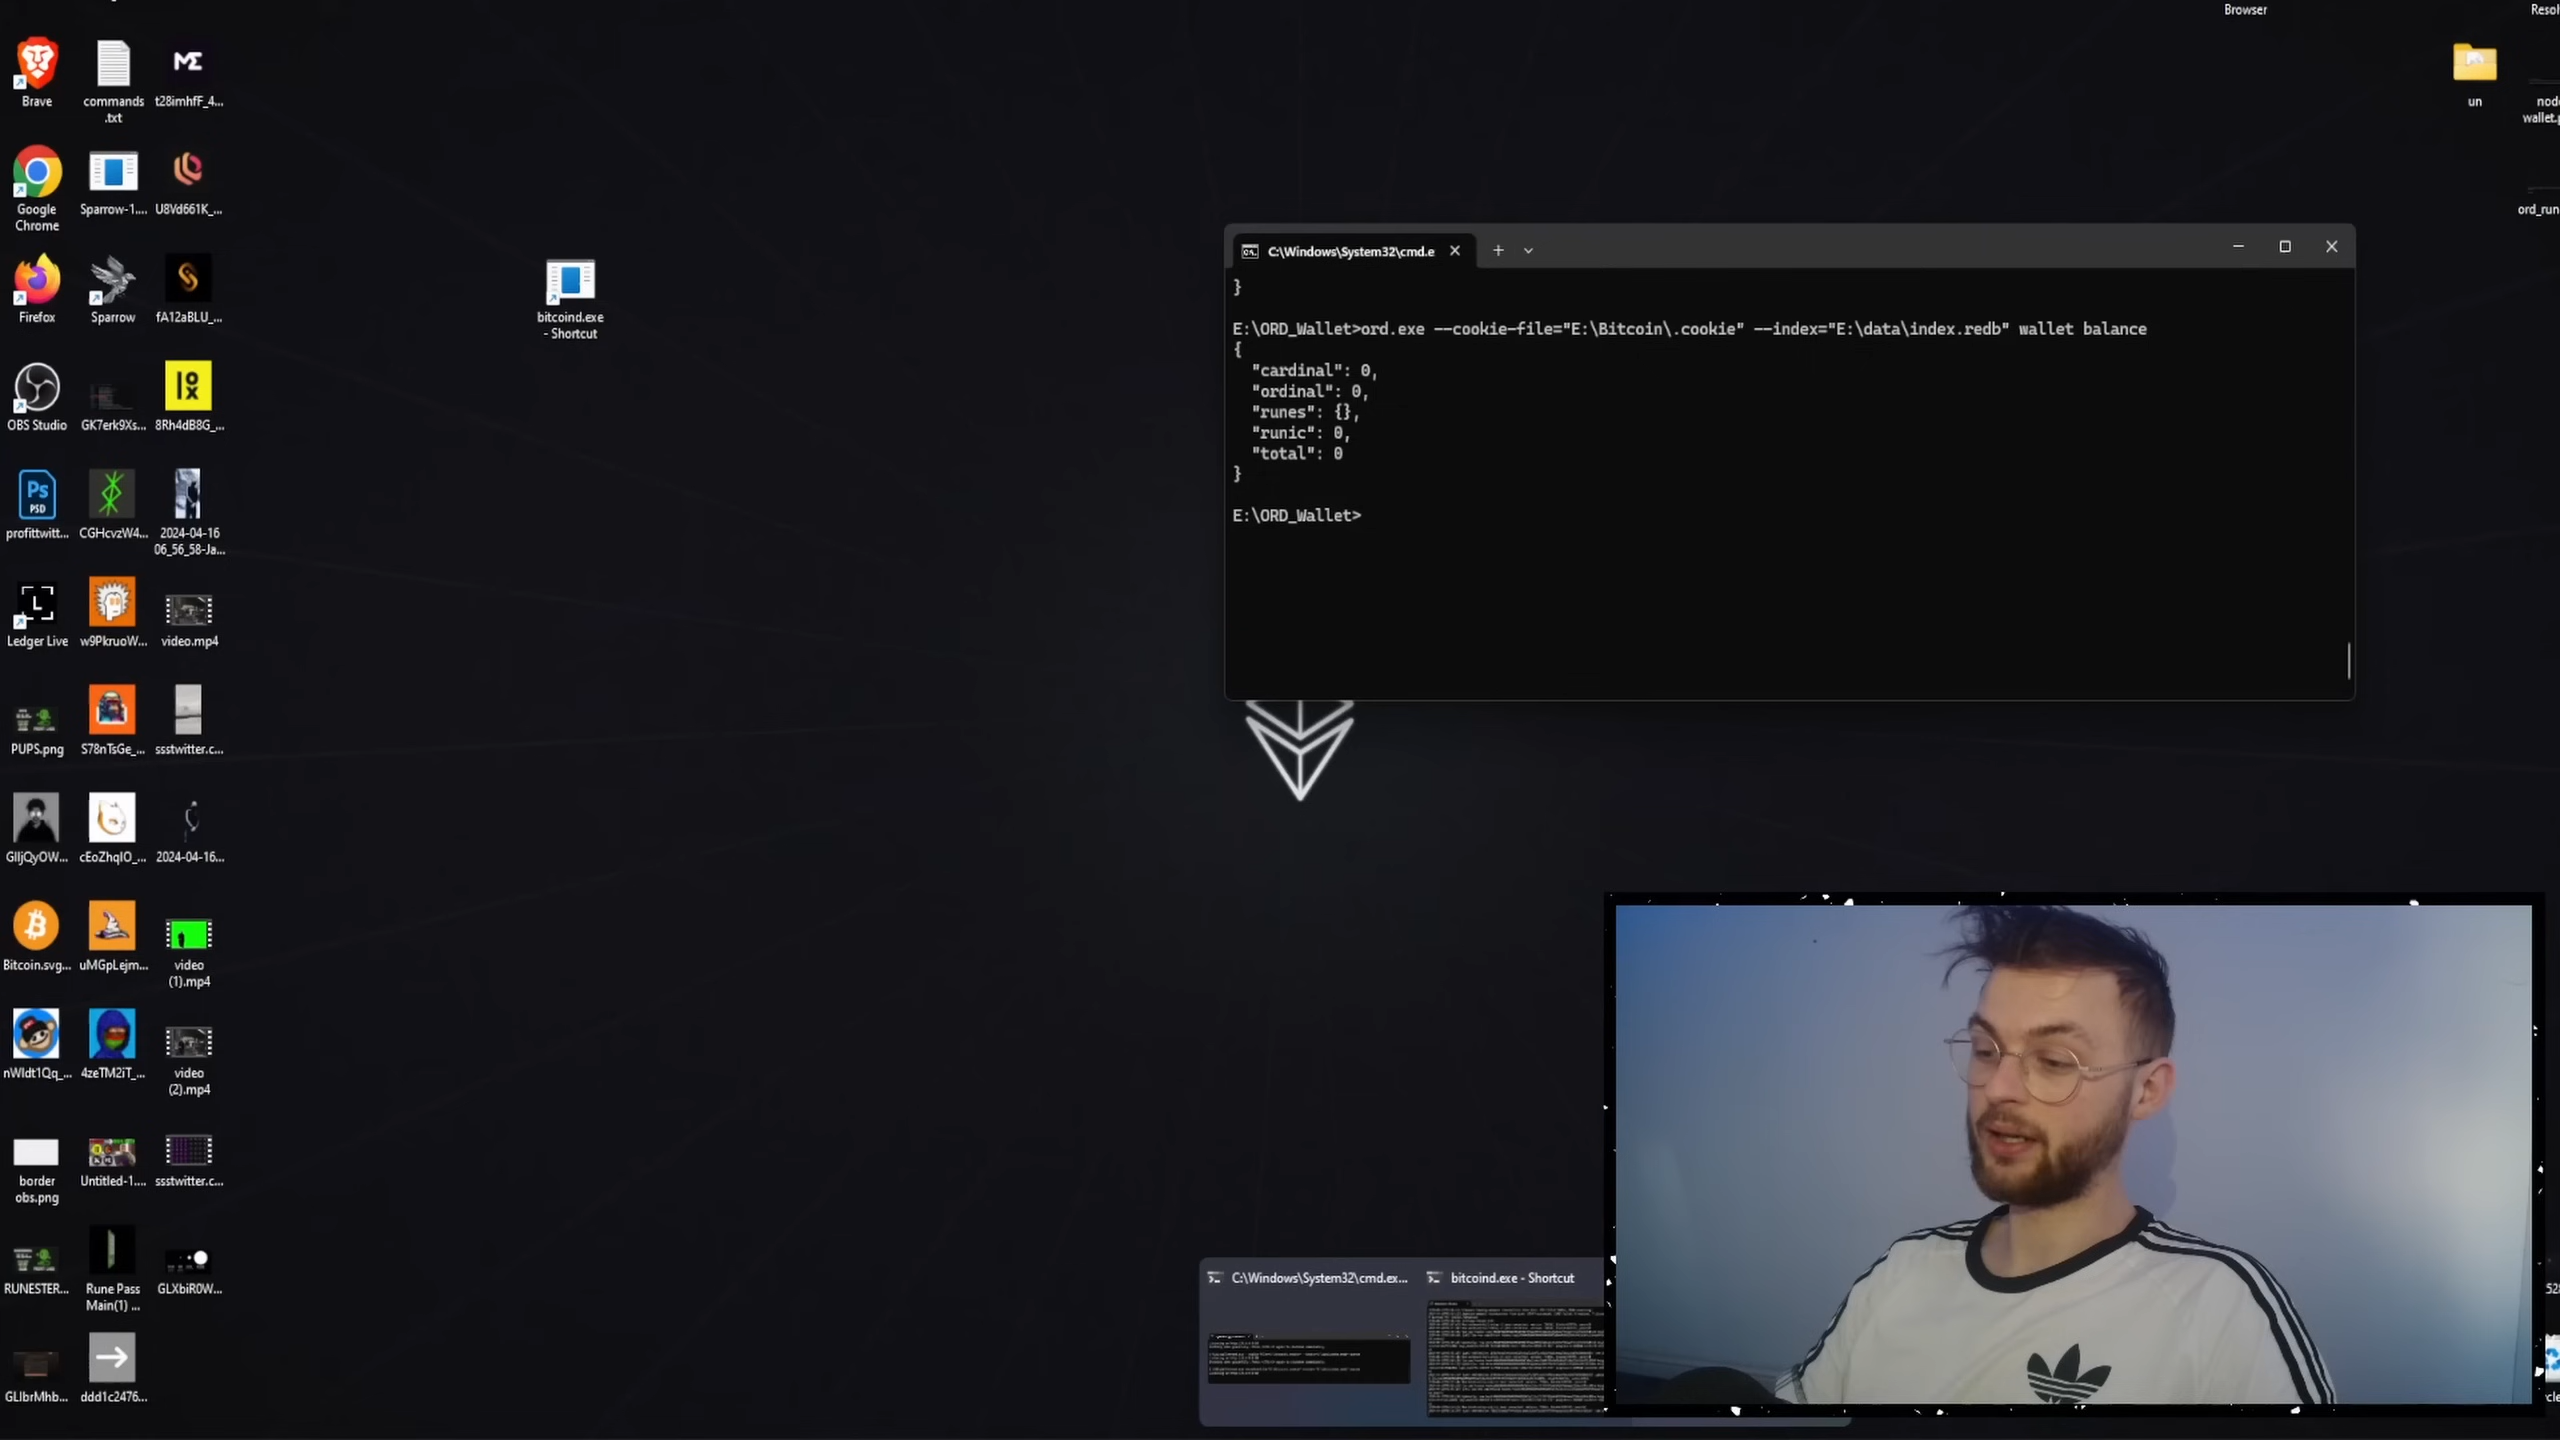 Browser
Brave
commands
.txt
t28imhfF_4...
un
Google
Chrome
Sparrow-1....
U8Vd661K_...
Firefox
Sparrow
fA12aBLU_...
bitcoind.exe
- Shortcut
OBS Studio
GK7erk9Xs...
8Rh4dB8G_...
Ps
PSD
profittwitt...
CGHcvzW4...
2024-04-16
06_56_58-Ja...
Ledger Live
w9PkruoW...
video.mp4
PUPS.png
S78nTsGe_...
ssstwitter.c...
cEoZhqIO_...
2024-04-16...
Bitcoin.svg...
uMGpLejm...
video
(1).mp4
nWldt1Qq_...
4zeTM2iT_...
video
(2).mp4
border
obs.png
Untitled-1....
ssstwitter.c...
RUNESTER...
Rune Pass
Main(1) ...
GLXbiR0W...
ddd1c2476...
C:\Windows\System32\cmd.e
}
E:\ORD_Wallet>ord.exe --cookie-file="E:\Bitcoin\.cookie" --index="E:\data\index.redb" wallet balance
{
"cardinal": 0,
"ordinal": 0,
"runes": {},
"runic": 0,
"total": 0
}
E:\ORD_Wallet>
C:\Windows\System32\cmd.ex...
bitcoind.exe - Shortcut